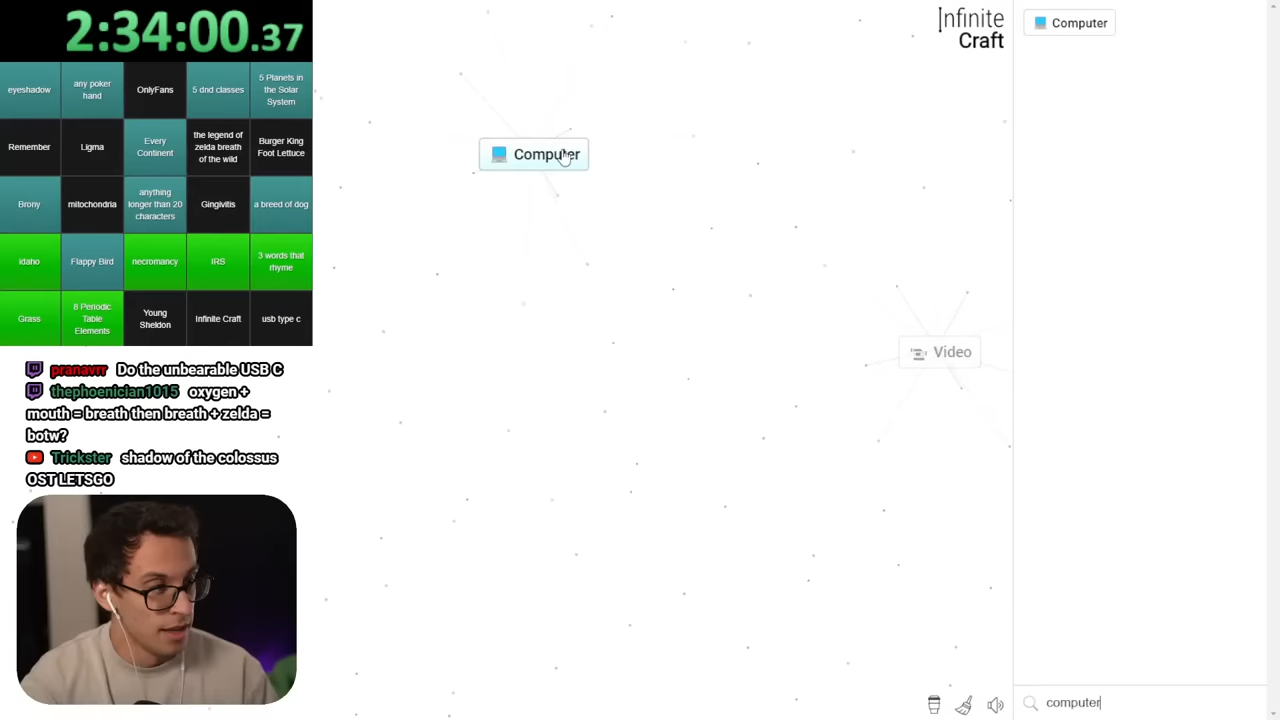 2:34:00.37
eyeshadow
any poker
hand
OnlyFans
5 dnd classes
5 Planets in
the Solar
System
Remember
Ligma
Every
Continent
the legend of
zelda breath
of the wild
Burger King
Foot Lettuce
Brony
mitochondria
anything
longer than 20
characters
Gingivitis
a breed of dog
idaho
Flappy Bird
necromancy
IRS
3 words that
rhyme
Grass
8 Periodic
Table
Elements
Young
Sheldon
Infinite Craft
usb type c
pranavrr Do the unbearable USB C
thephoenician1015 oxygen +
mouth = breath then breath + zelda =
botw?
Trickster shadow of the colossus
OST LETSGO
Infinite
Craft
Computer
Video
Computer
computer